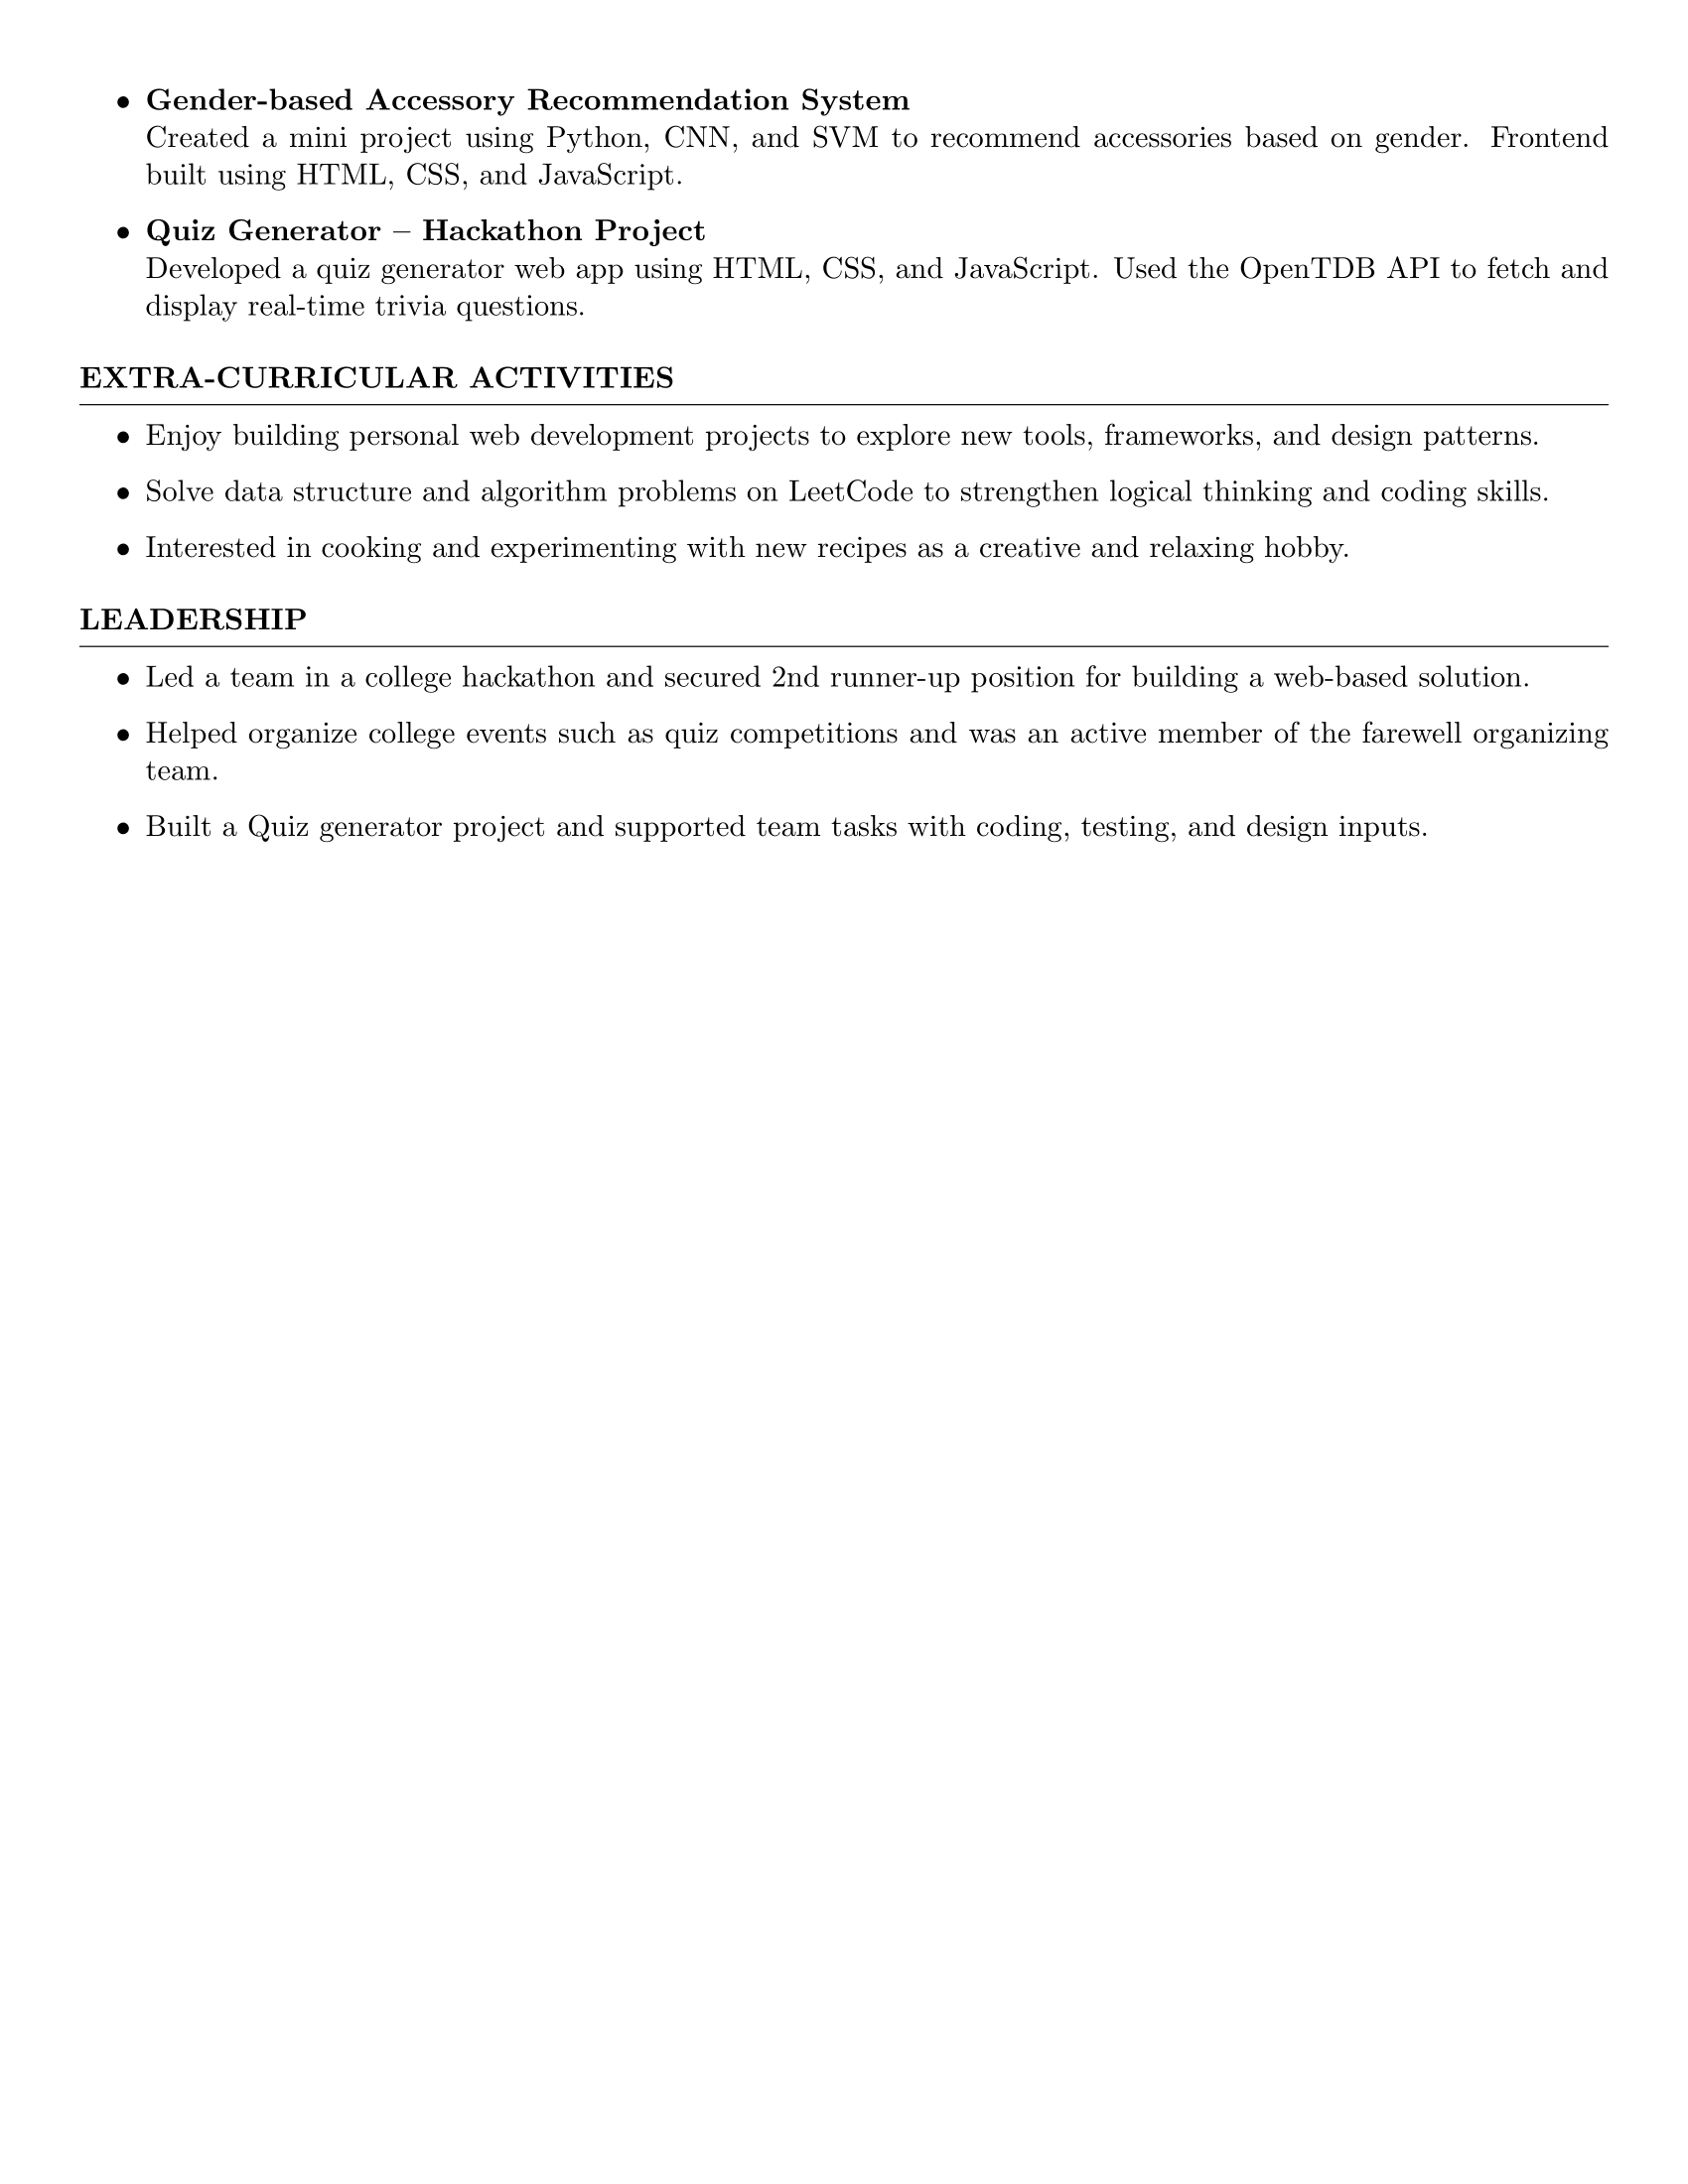 • Gender-based Accessory Recommendation System
Created a mini project using Python, CNN, and SVM to recommend accessories based on gender. Frontend
built using HTML, CSS, and JavaScript.
• Quiz Generator – Hackathon Project
Developed a quiz generator web app using HTML, CSS, and JavaScript. Used the OpenTDB API to fetch and
display real-time trivia questions.
EXTRA-CURRICULAR ACTIVITIES
• Enjoy building personal web development projects to explore new tools, frameworks, and design patterns.
• Solve data structure and algorithm problems on LeetCode to strengthen logical thinking and coding skills.
• Interested in cooking and experimenting with new recipes as a creative and relaxing hobby.
LEADERSHIP
• Led a team in a college hackathon and secured 2nd runner-up position for building a web-based solution.
• Helped organize college events such as quiz competitions and was an active member of the farewell organizing
team.
• Built a Quiz generator project and supported team tasks with coding, testing, and design inputs.